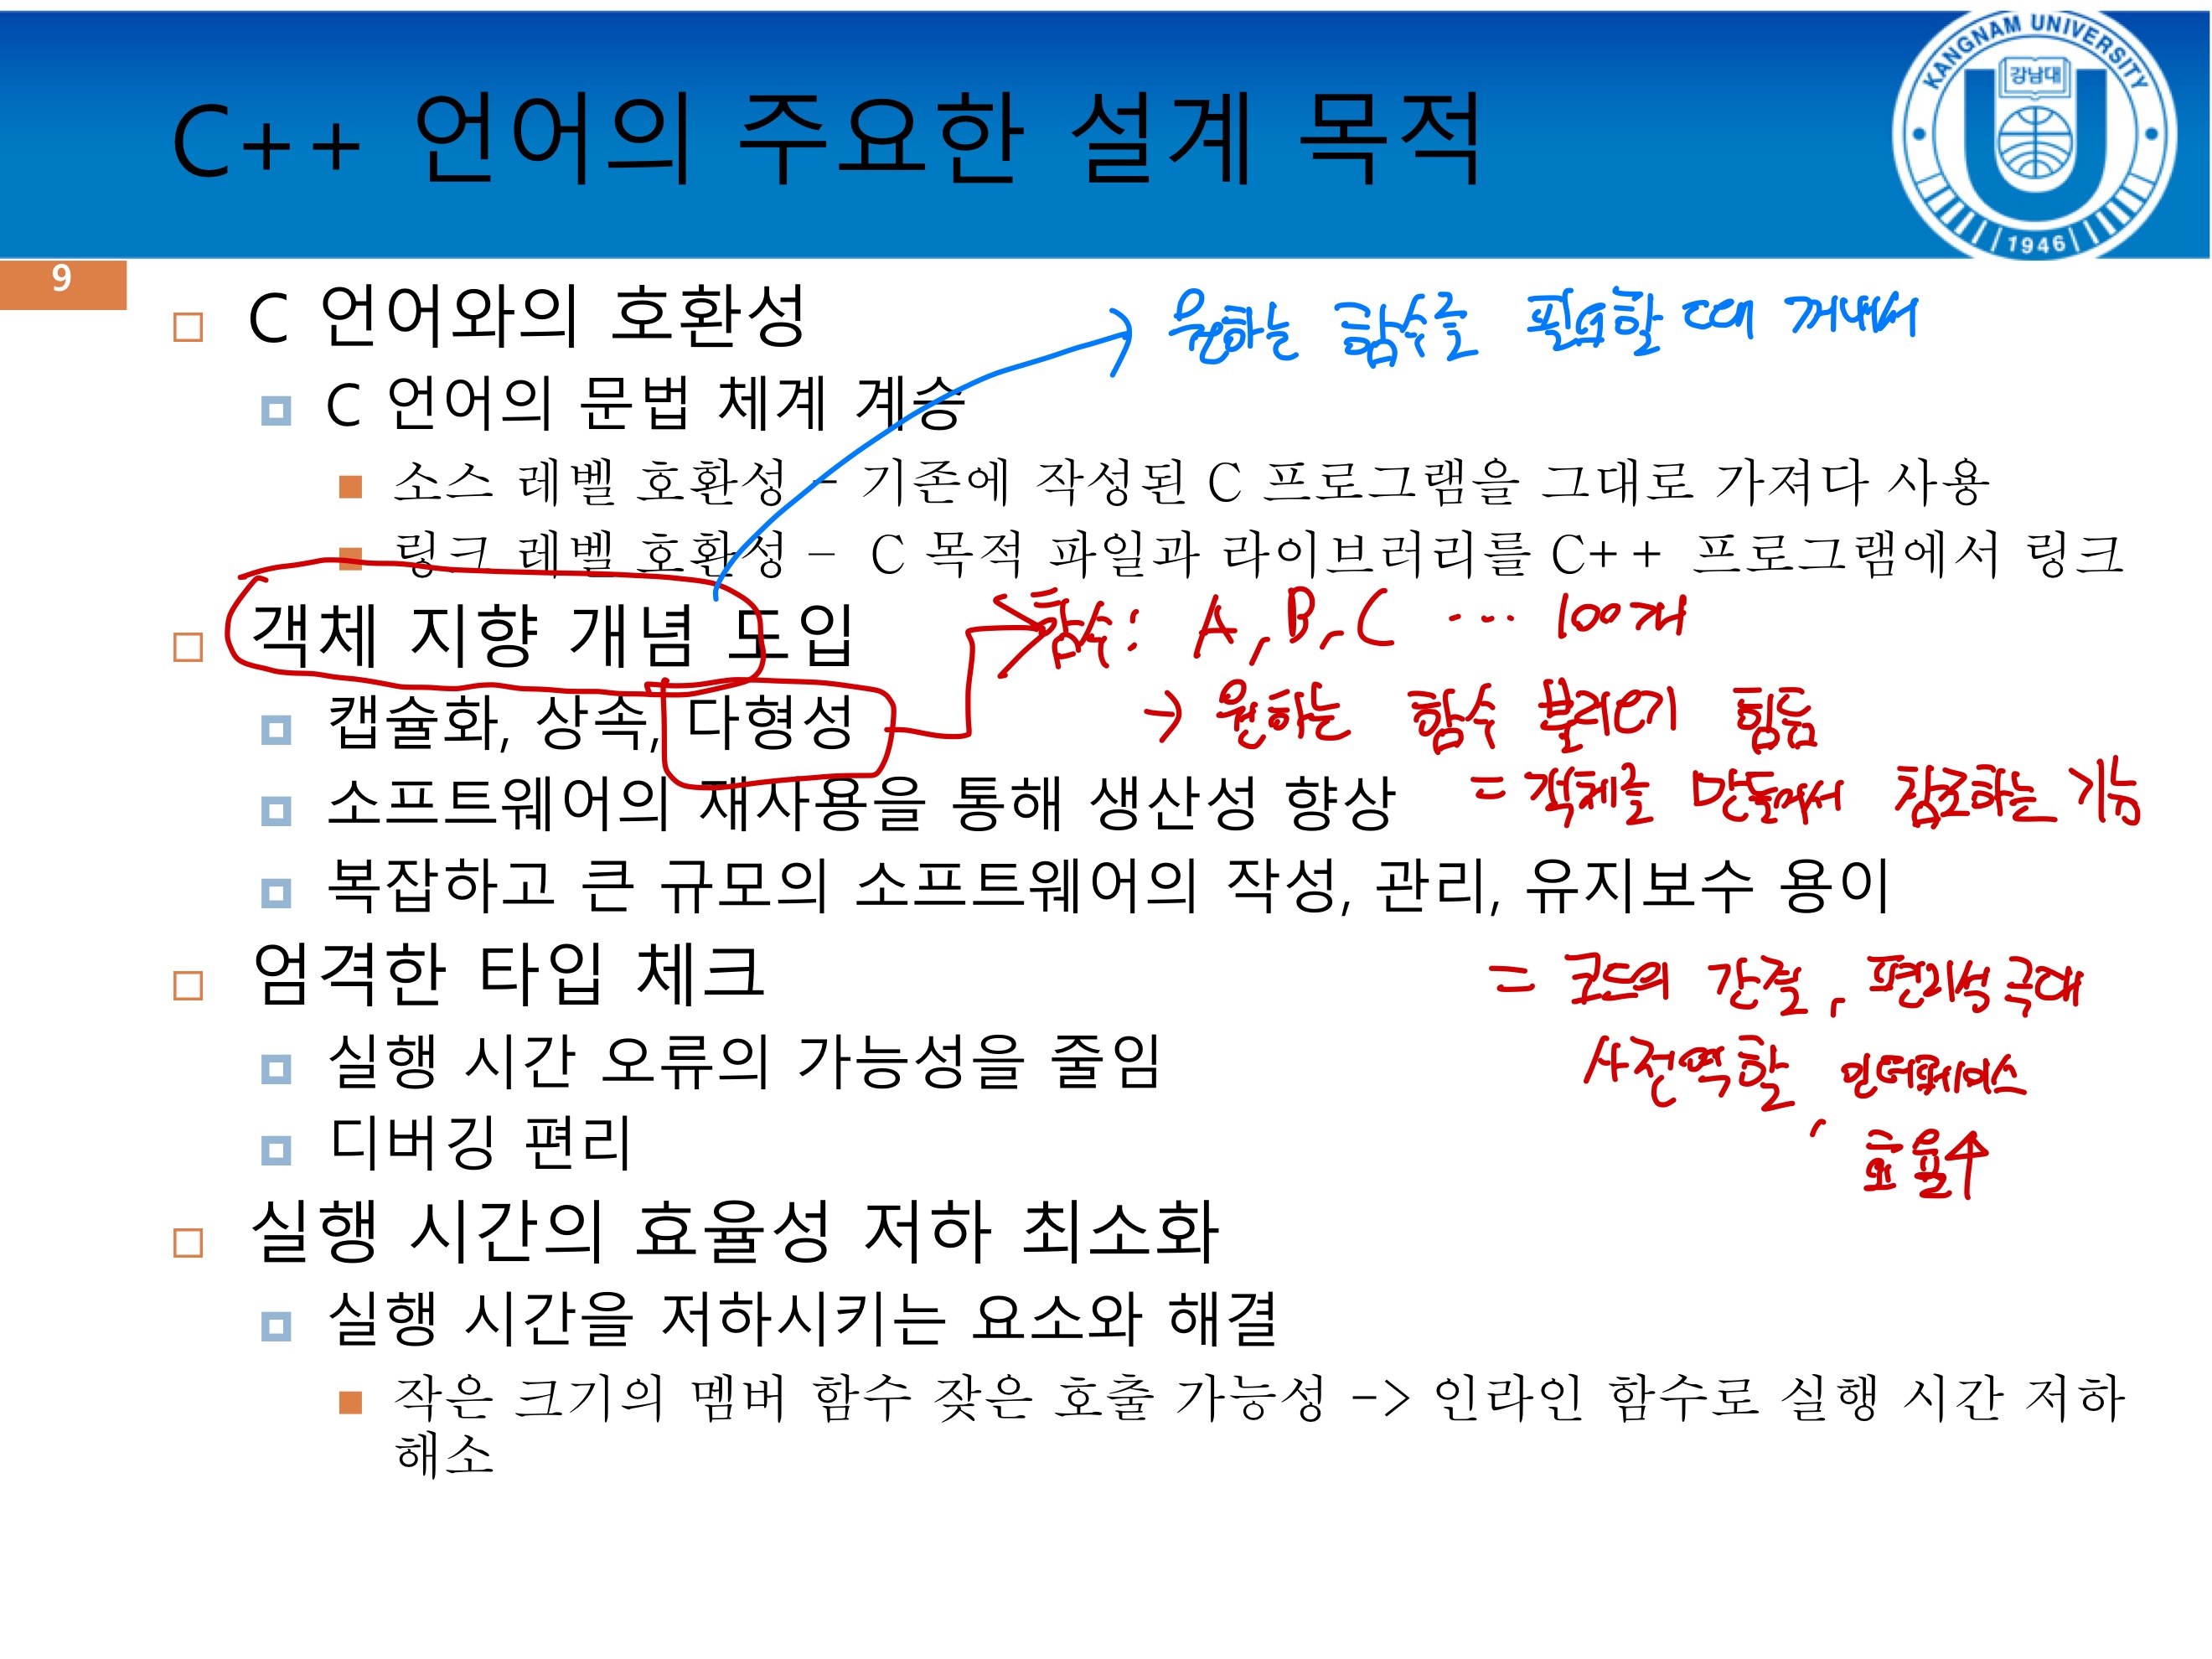 KANGNAM UNIVERSITY
강남대
1946
C++ 언어의 주요한 설계 목적
9
C 언어와의 호환성
원하는 함수를 필요할 때 꺼내서
C 언어의 문법 체계 계승
소스 레벨 호환성 – 기존에 작성된 C 프로그램을 그대로 가져다 사용
링크 레벨 호환성 – C 목적 파일과 라이브러리를 C++ 프로그램에서 링크
객체 지향 개념 도입
함수: A, B, C ... 100개
캡슐화, 상속, 다형성
→ 원하는 함수 불러오기 힘듬
소프트웨어의 재사용을 통해 생산성 향상
= 객체를 만들어서 참조하는 기능
복잡하고 큰 규모의 소프트웨어의 작성, 관리, 유지보수 용이
엄격한 타입 체크
= 코드의 간결, 편리성 극대
실행 시간 오류의 가능성을 줄임
사전역할, 인터페이스
디버깅 편리
효율↑
실행 시간의 효율성 저하 최소화
실행 시간을 저하시키는 요소와 해결
작은 크기의 멤버 함수 잦은 호출 가능성 -> 인라인 함수로 실행 시간 저하
해소